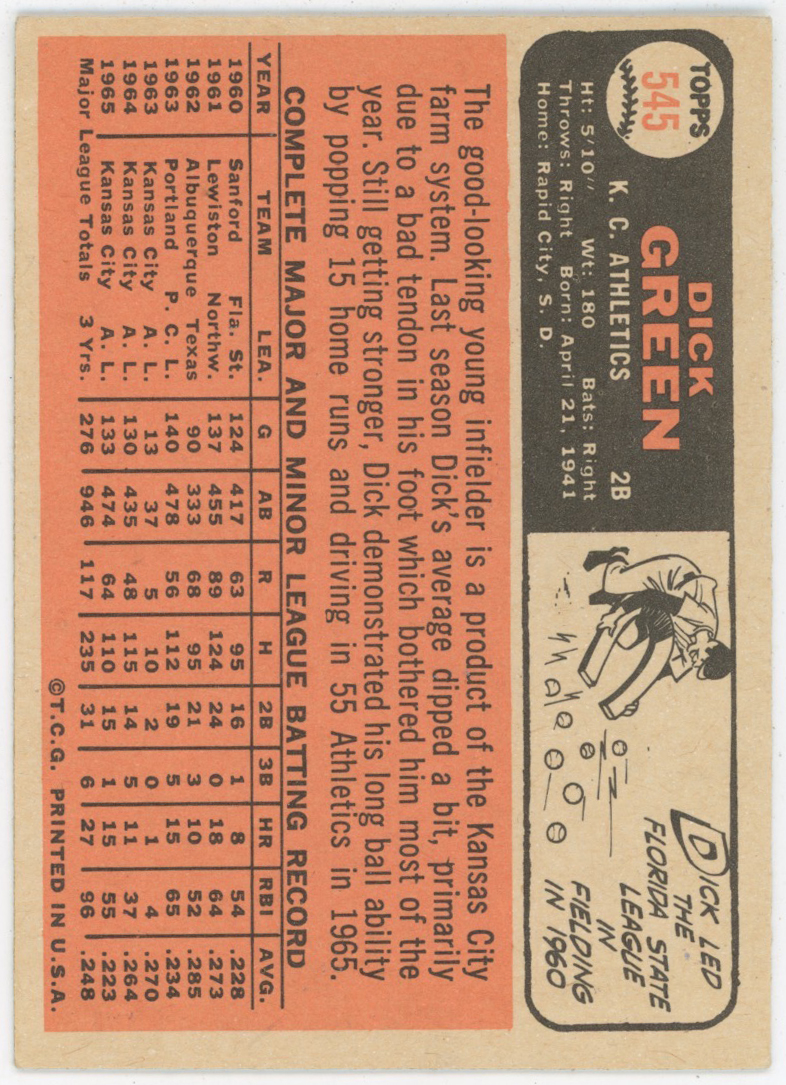 TOPPS
545
DICK
GREEN
K. C. ATHLETICS 2B
Ht: 5'10" Wt: 180 Bats: Right
Throws: Right Born: April 21, 1941
Home: Rapid City, S. D.
DICK LED
THE
FLORIDA STATE
LEAGUE
IN
FIELDING
IN 1960
The good-looking young infielder is a product of the Kansas City
farm system. Last season Dick's average dipped a bit, primarily
due to a bad tendon in his foot which bothered him most of the
year. Still getting stronger, Dick demonstrated his long ball ability
by popping 15 home runs and driving in 55 Athletics in 1965.
COMPLETE MAJOR AND MINOR LEAGUE BATTING RECORD
YEAR TEAM LEA. G AB R H 2B 3B HR RBI AVG.
1960 Sanford Fla. St. 124 417 63 95 16 1 8 54 .228
1961 Lewiston Northw. 137 455 89 124 24 0 18 64 .273
1962 Albuquerque Texas 90 333 68 95 21 3 10 52 .285
1963 Portland P. C. L. 140 478 56 112 19 5 15 65 .234
1963 Kansas City A. L. 13 37 5 10 2 0 1 4 .270
1964 Kansas City A. L. 130 435 48 115 14 5 11 37 .264
1965 Kansas City A. L. 133 474 64 110 15 1 15 55 .223
Major League Totals 3 Yrs. 276 946 117 235 31 6 27 96 .248
©T.C.G. PRINTED IN U.S.A.